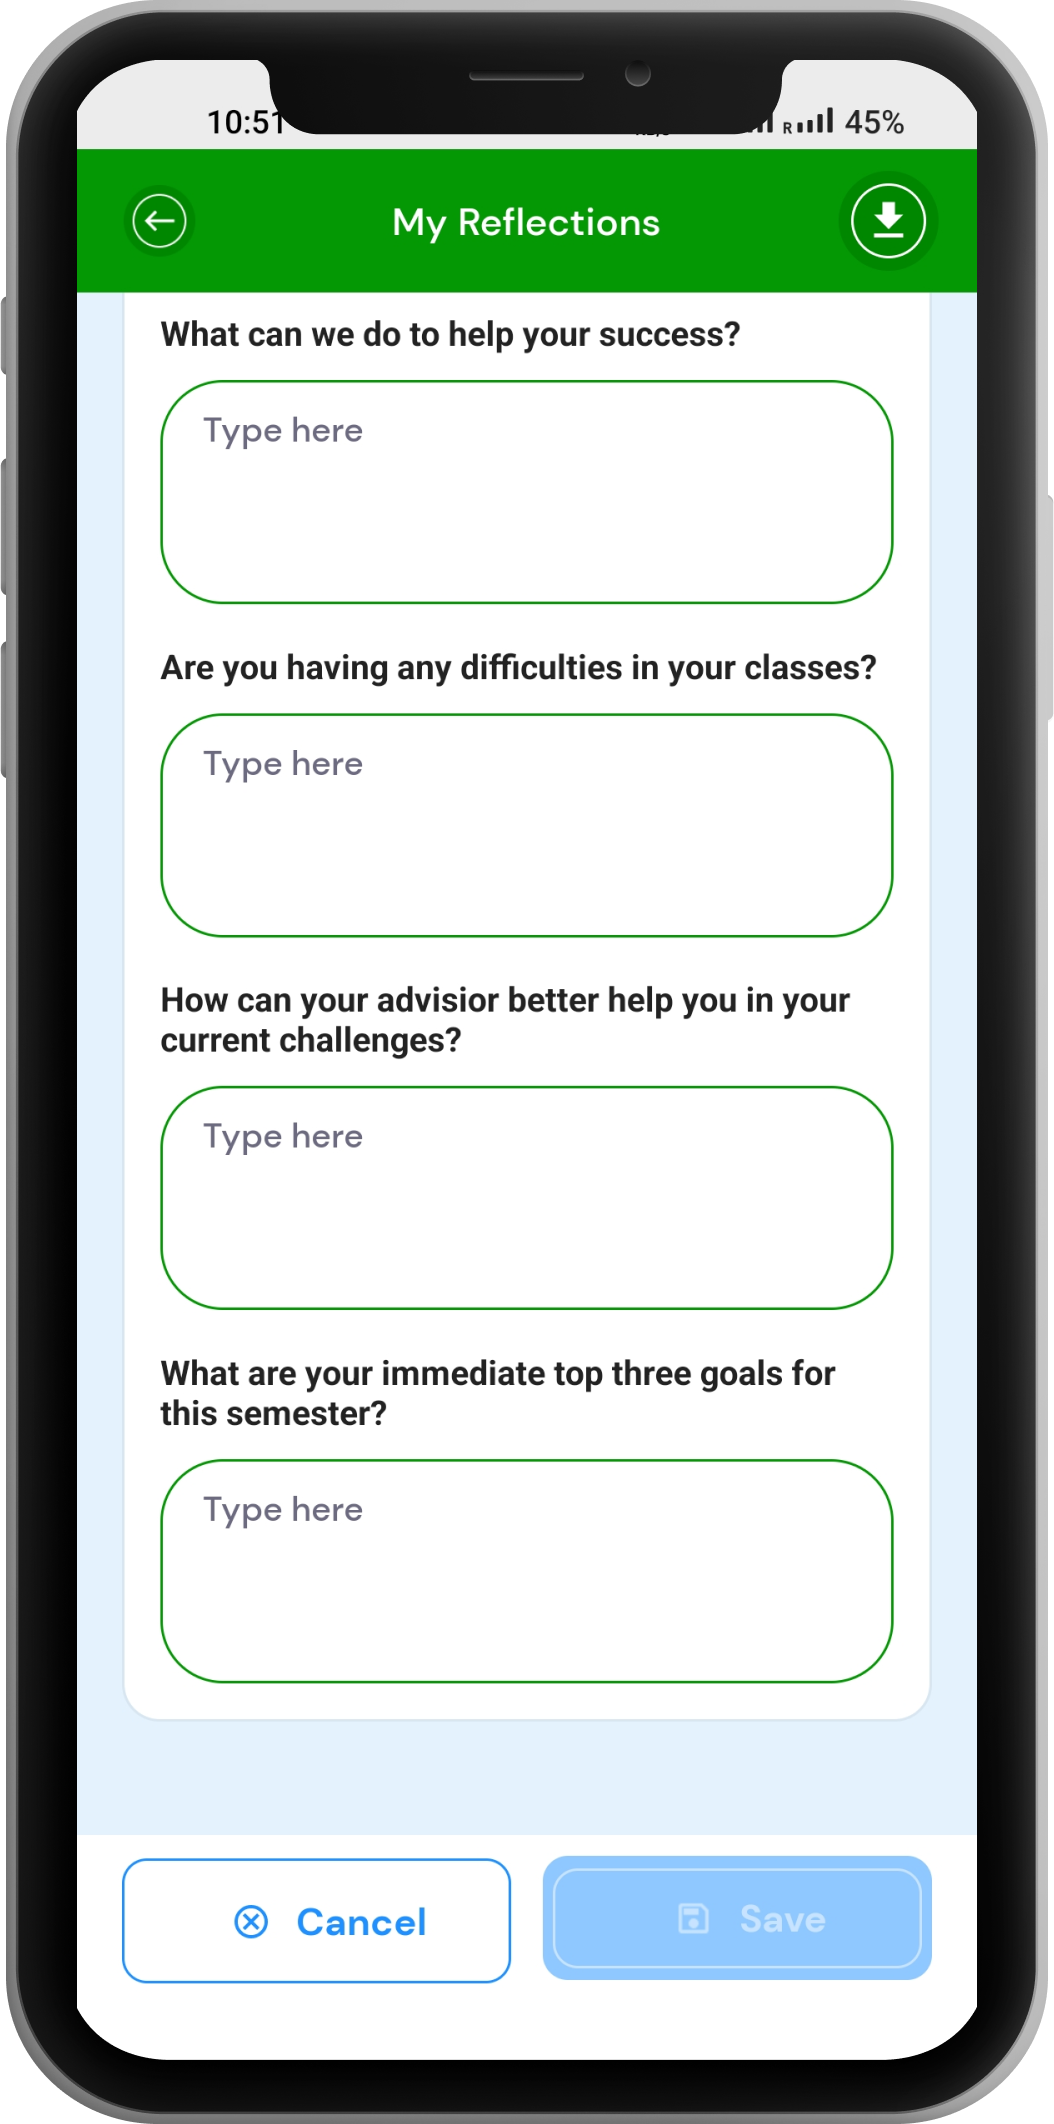 10:51
R 45%
My Reflections
What can we do to help your success?
Type here
Are you having any difficulties in your classes?
Type here
How can your advisior better help you in your
current challenges?
Type here
What are your immediate top three goals for
this semester?
Type here
Cancel
Save